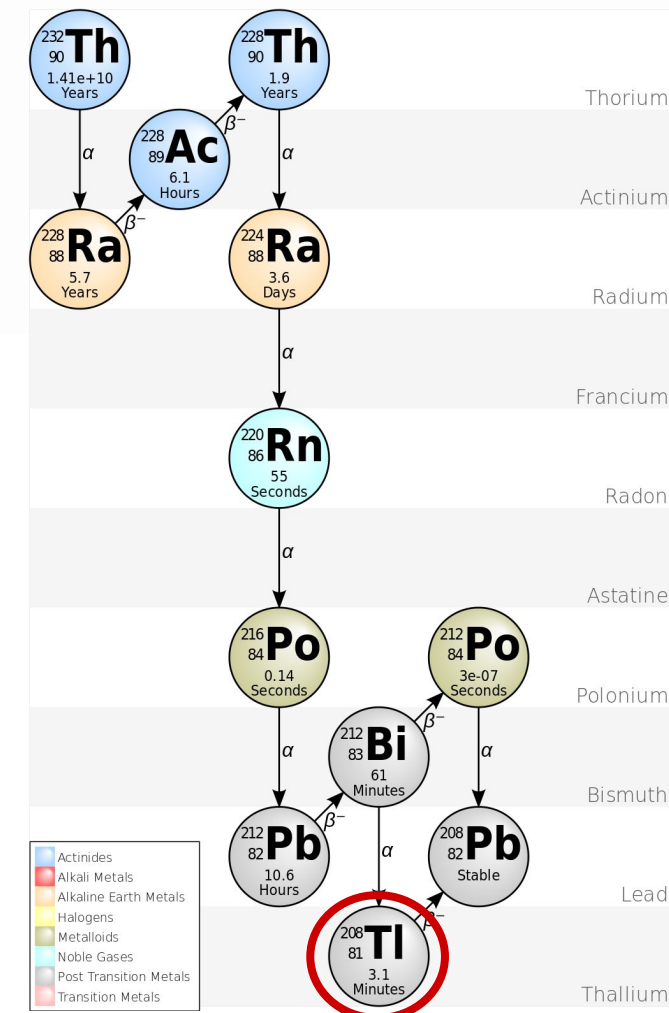 232 90 Th 228 90 Th
1.41e+10 Years 1.9 Years
Thorium
β⁻
228 89 Ac
α α
6.1 Hours
Actinium
β⁻
228 88 Ra 224 88 Ra
5.7 Years 3.6 Days
Radium
α
Francium
220 86 Rn
55 Seconds
Radon
α
Astatine
216 84 Po 212 84 Po
0.14 Seconds 3e-07 Seconds
Polonium
β⁻
212 83 Bi
α α
61 Minutes
Bismuth
β⁻
212 82 Pb 208 82 Pb
α
10.6 Hours Stable
Lead
β⁻
208 81 Tl
3.1 Minutes
Thallium
Actinides
Alkali Metals
Alkaline Earth Metals
Halogens
Metalloids
Noble Gases
Post Transition Metals
Transition Metals